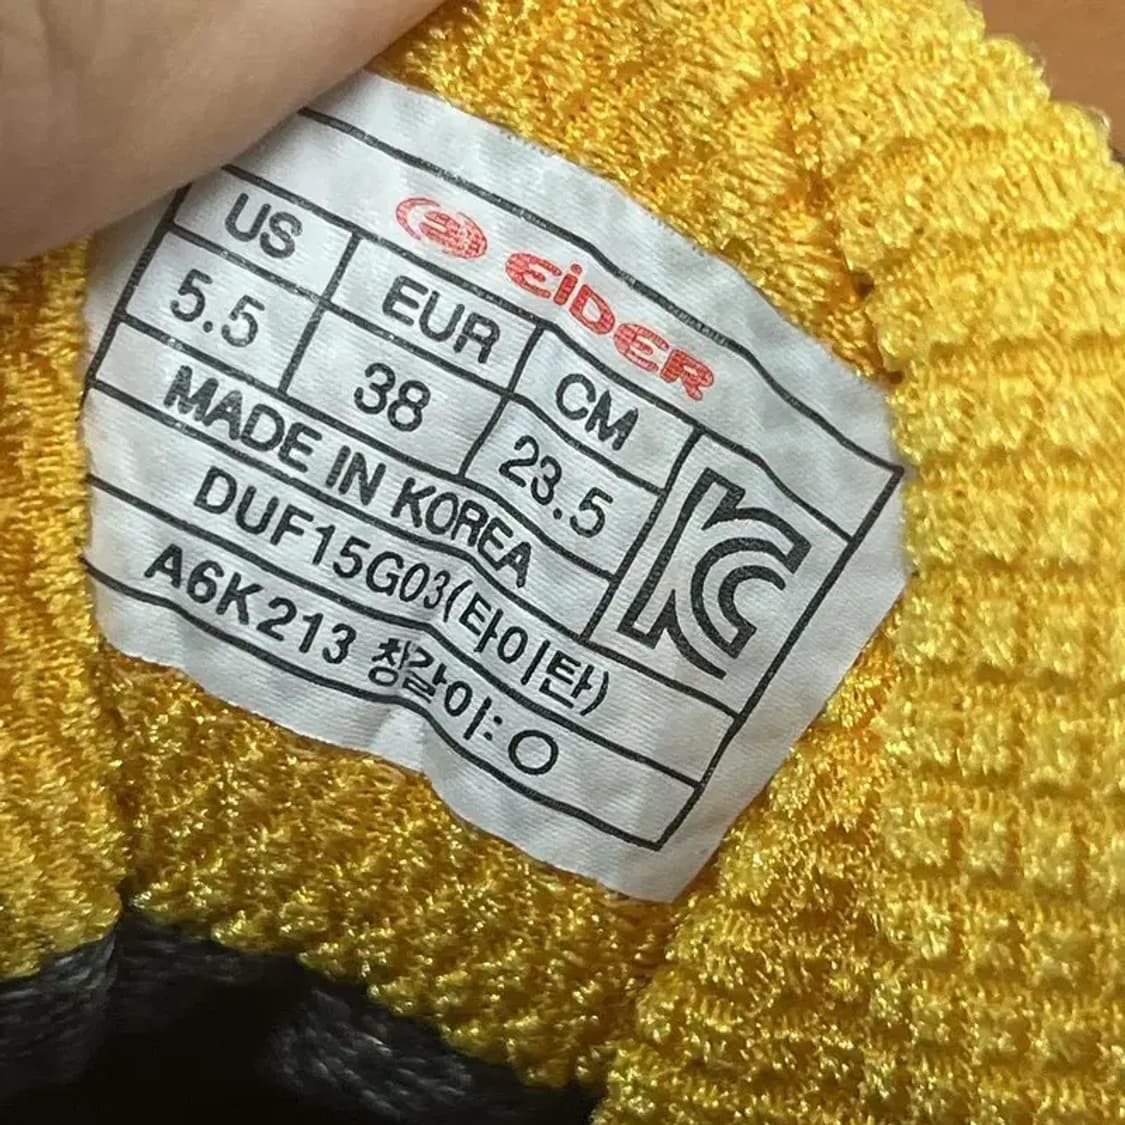 EiDER
US EUR CM
5.5 38 23.5
MADE IN KOREA
DUF15G03(타이탄)
A6K213 창갈이: O